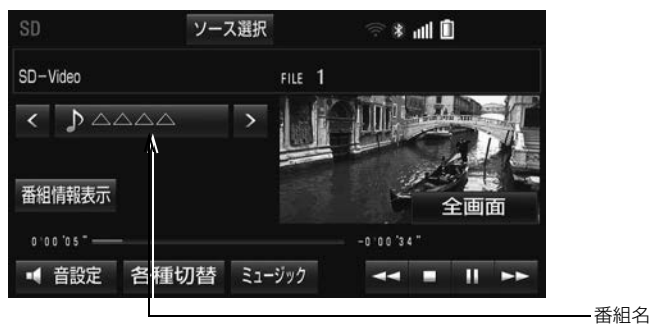 SD
ソース選択
SD-Video
FILE 1
< ♪△△△△ >
番組情報表示
全画面
0'00'05"
-0'00'34"
音設定
各種切替
ミュージック
番組名